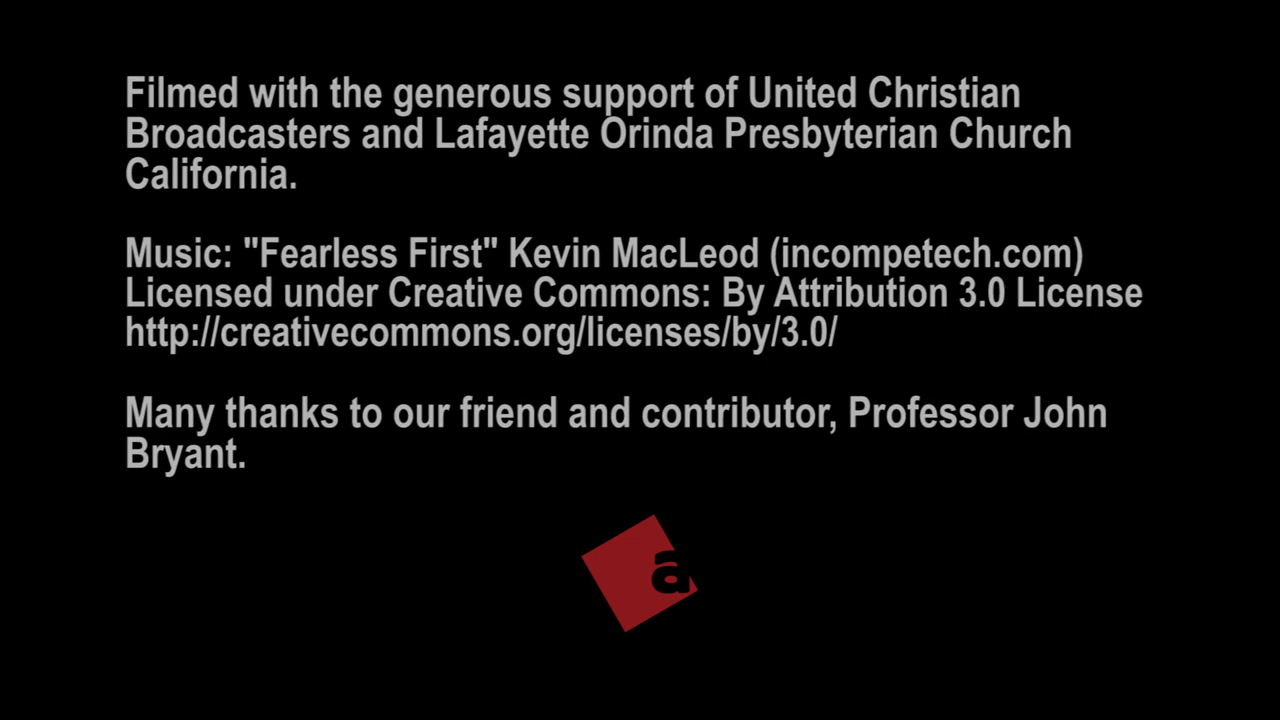 Filmed with the generous support of United Christian
Broadcasters and Lafayette Orinda Presbyterian Church
California.
Music: "Fearless First" Kevin MacLeod (incompetech.com)
Licensed under Creative Commons: By Attribution 3.0 License
http://creativecommons.org/licenses/by/3.0/
Many thanks to our friend and contributor, Professor John
Bryant.
a